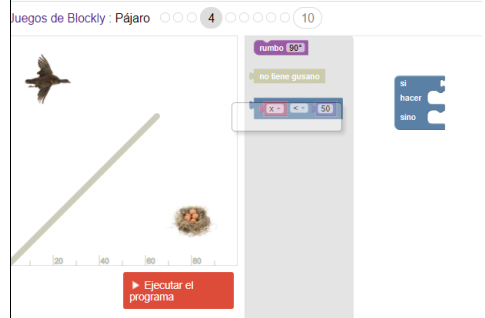 Juegos de Blockly : Pájaro 4 10
rumbo 90°
no tiene gusano
x < 50
si
hacer
sino
20 40 60 80
Ejecutar el
programa